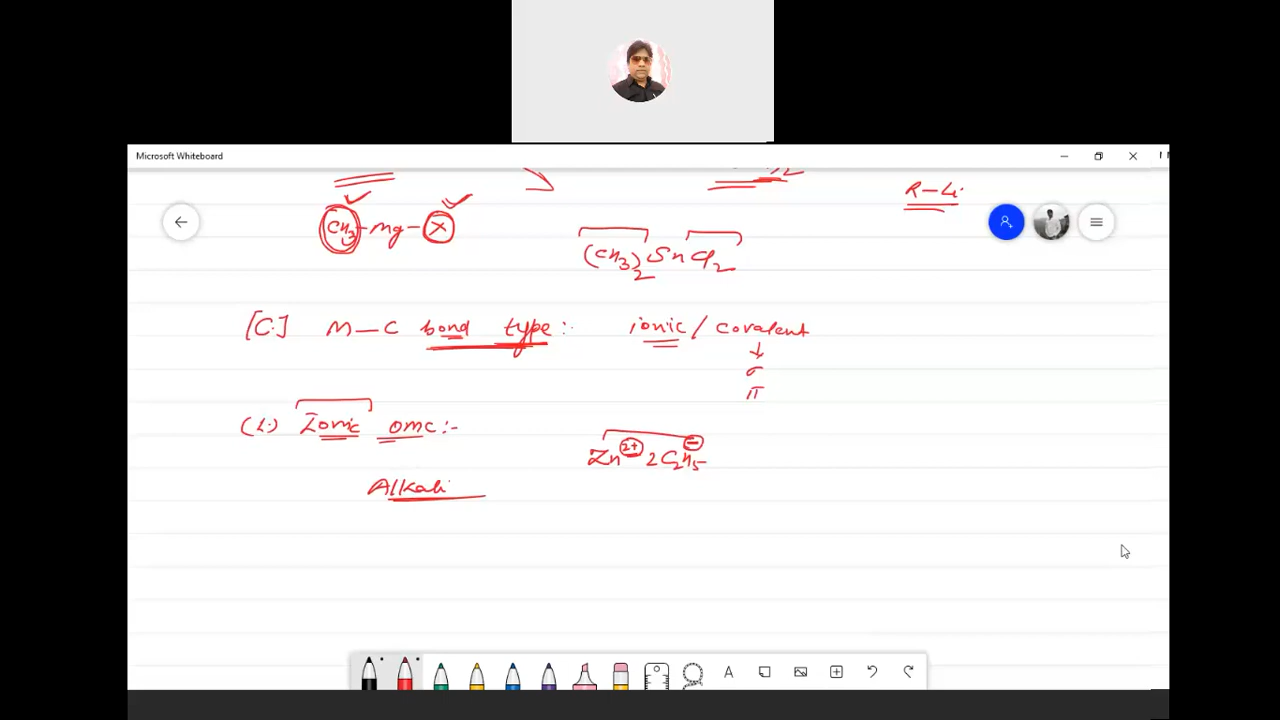 Microsoft Whiteboard
R-Li
CH3-Mg-X
(CH3)2SnCl2
[C.] M-C bond type:- ionic/covalent
σ
π
(1.) Ionic OMC:-
Zn2+ 2C2H5-
Alkali
A